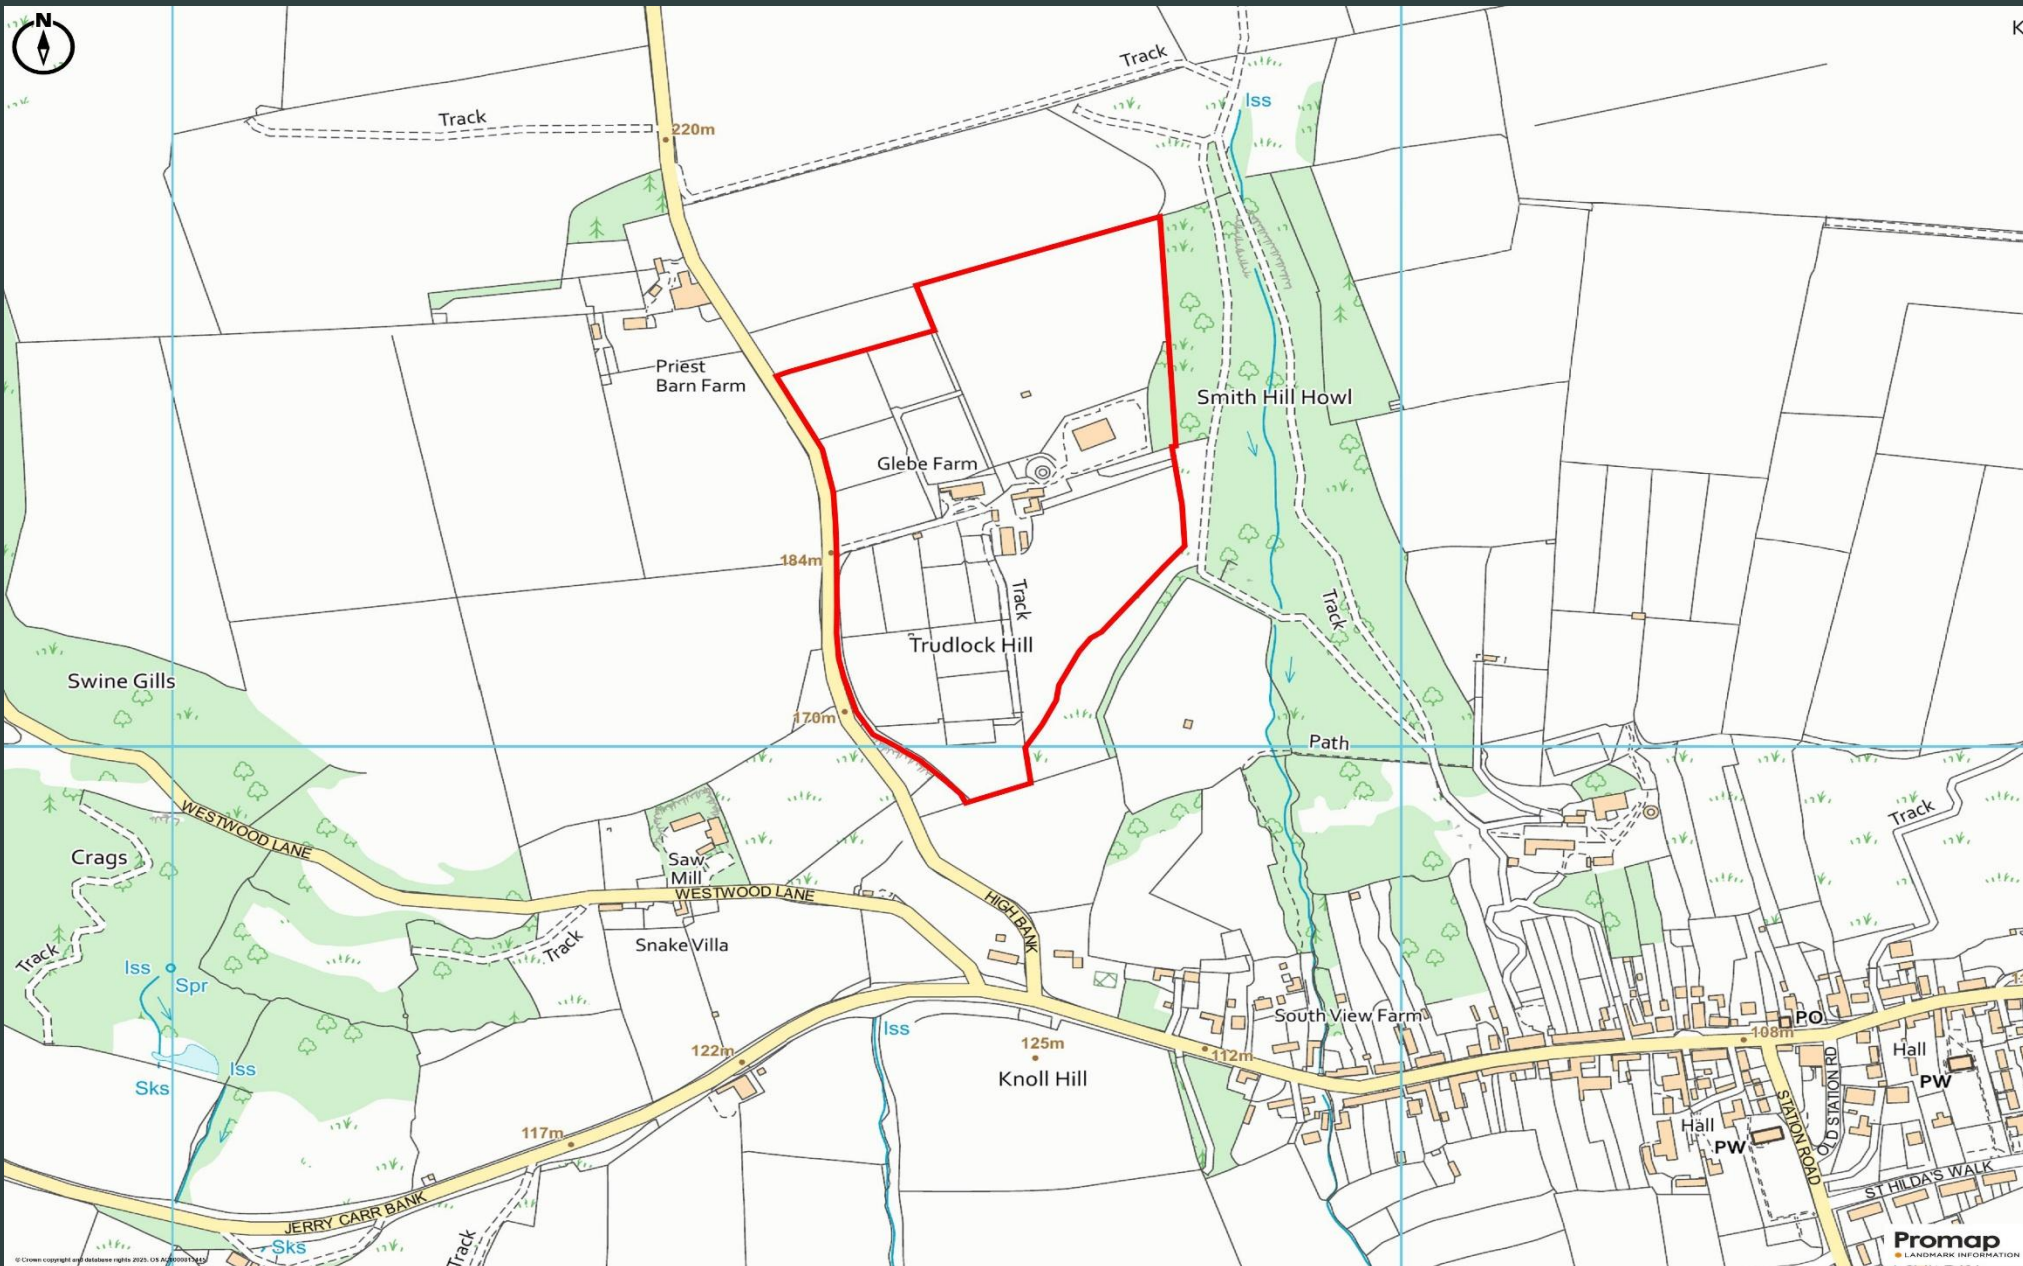 N
K
Track
Iss
Track
220m
Priest
Barn Farm
Smith Hill Howl
Glebe Farm
184m
Track
Track
Trudlock Hill
Swine Gills
170m
Path
WESTWOOD LANE
Track
Crags
Saw
Mill
WESTWOOD LANE
HIGH BANK
Snake Villa
Track
Track
Iss
Spr
South View Farm
PO
Iss
108m
125m
122m
112m
Hall
Iss
Knoll Hill
PW
Sks
OLD STATION RD
STATION ROAD
117m
Hall
PW
ST HILDA'S WALK
JERRY CARR BANK
Track
Sks
Promap
LANDMARK INFORMATION